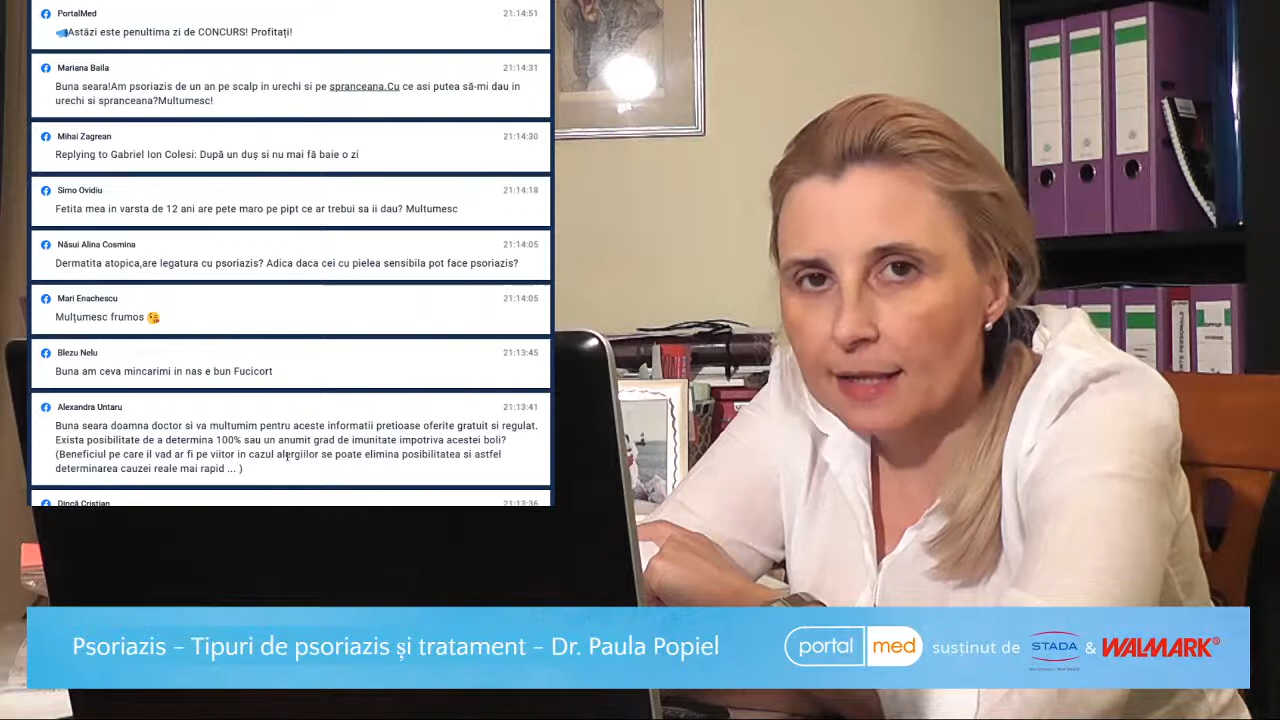 PortalMed 21:14:51
📣Astăzi este penultima zi de CONCURS! Profitați!
Mariana Baila 21:14:31
Buna seara!Am psoriazis de un an pe scalp in urechi si pe spranceana.Cu ce asi putea să-mi dau in
urechi si spranceana?Multumesc!
Mihai Zagrean 21:14:30
Replying to Gabriel Ion Colesi: După un duș si nu mai fă baie o zi
Simo Ovidiu 21:14:18
Fetita mea in varsta de 12 ani are pete maro pe pipt ce ar trebui sa ii dau? Multumesc
Năsui Alina Cosmina 21:14:05
Dermatita atopica,are legatura cu psoriazis? Adica daca cei cu pielea sensibila pot face psoriazis?
Mari Enachescu 21:14:05
Mulțumesc frumos 😘
Blezu Nelu 21:13:45
Buna am ceva mincarimi in nas e bun Fucicort
Alexandra Untaru 21:13:41
Buna seara doamna doctor si va multumim pentru aceste informatii pretioase oferite gratuit si regulat.
Exista posibilitate de a determina 100% sau un anumit grad de imunitate impotriva acestei boli?
(Beneficiul pe care il vad ar fi pe viitor in cazul alergiilor se poate elimina posibilitatea si astfel
determinarea cauzei reale mai rapid ... )
Dincă Cristian 21:13:36
Psoriazis - Tipuri de psoriazis și tratament - Dr. Paula Popiel
portal med susținut de STADA & WALMARK®